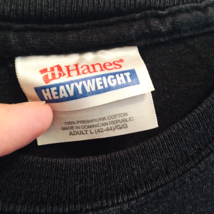 Hanes
HEAVYWEIGHT
100% PRESHRUNK COTTON
MADE IN DOMINICAN REPUBLIC
ADULT L (42-44)/G/G